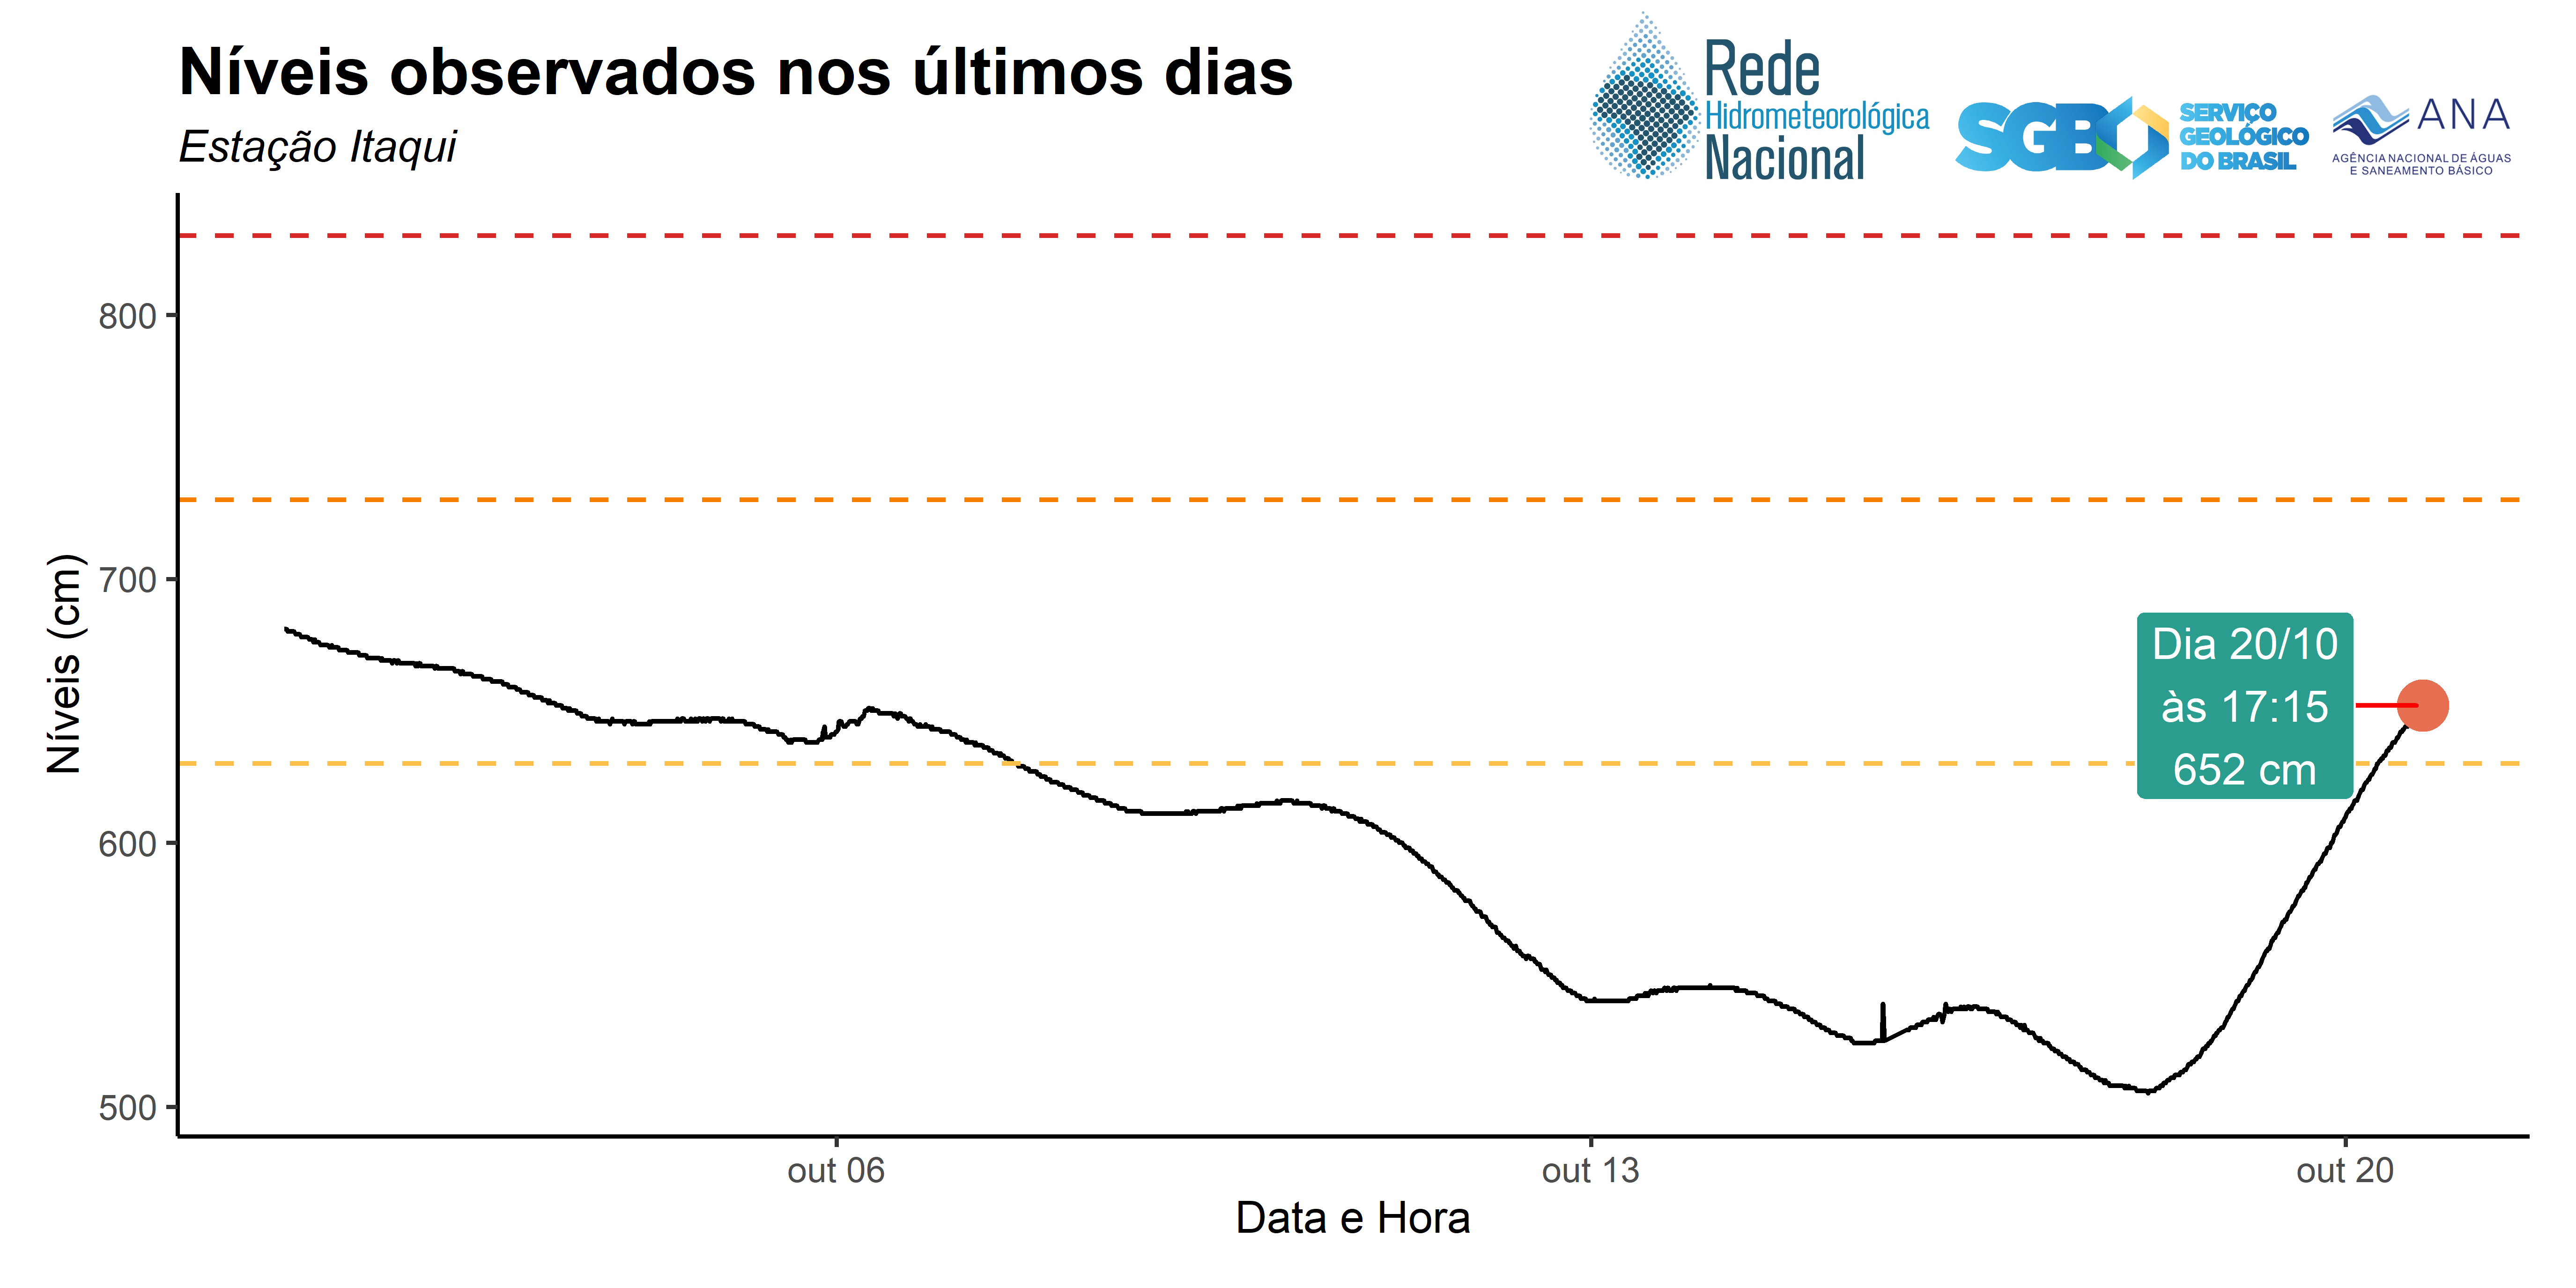 Níveis observados nos últimos dias
Estação Itaqui
Rede
Hidrometeorológica
Nacional
SGB
SERVIÇO
GEOLÓGICO
DO BRASIL
ANA
AGÊNCIA NACIONAL DE ÁGUAS
E SANEAMENTO BÁSICO
Níveis (cm)
800
700
600
500
Dia 20/10
às 17:15
652 cm
out 06
out 13
out 20
Data e Hora